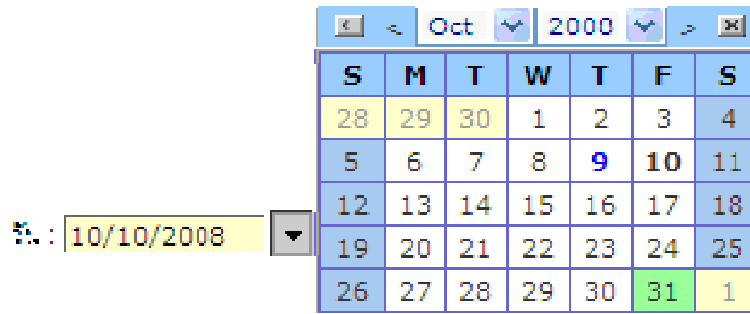 < Oct 2000 >
S M T W T F S
28 29 30 1 2 3 4
5 6 7 8 9 10 11
12 13 14 15 16 17 18
: 10/10/2008
19 20 21 22 23 24 25
26 27 28 29 30 31 1